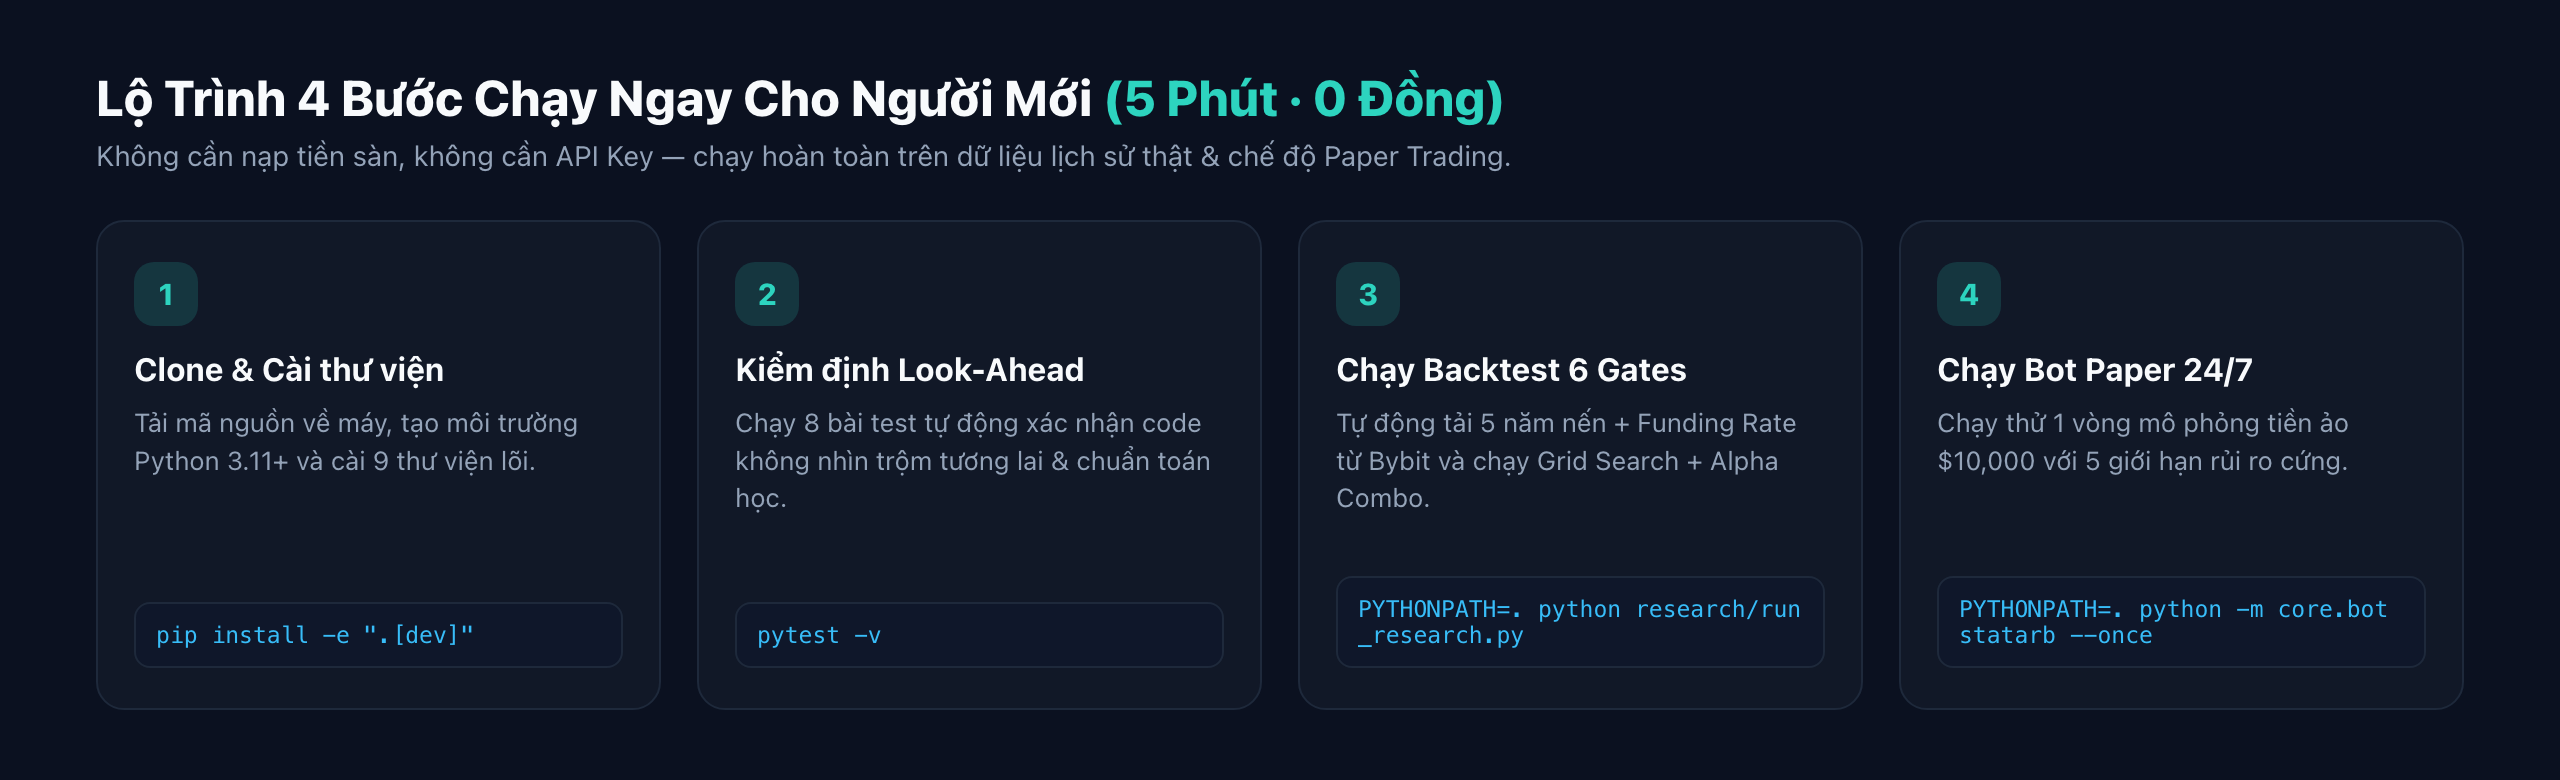 Lộ Trình 4 Bước Chạy Ngay Cho Người Mới (5 Phút · 0 Đồng)
Không cần nạp tiền sàn, không cần API Key — chạy hoàn toàn trên dữ liệu lịch sử thật & chế độ Paper Trading.
1
Clone & Cài thư viện
Tải mã nguồn về máy, tạo môi trường
Python 3.11+ và cài 9 thư viện lõi.
pip install -e ".[dev]"
2
Kiểm định Look-Ahead
Chạy 8 bài test tự động xác nhận code
không nhìn trộm tương lai & chuẩn toán
học.
pytest -v
3
Chạy Backtest 6 Gates
Tự động tải 5 năm nến + Funding Rate
từ Bybit và chạy Grid Search + Alpha
Combo.
PYTHONPATH=. python research/run
_research.py
4
Chạy Bot Paper 24/7
Chạy thử 1 vòng mô phỏng tiền ảo
$10,000 với 5 giới hạn rủi ro cứng.
PYTHONPATH=. python -m core.bot
statarb --once